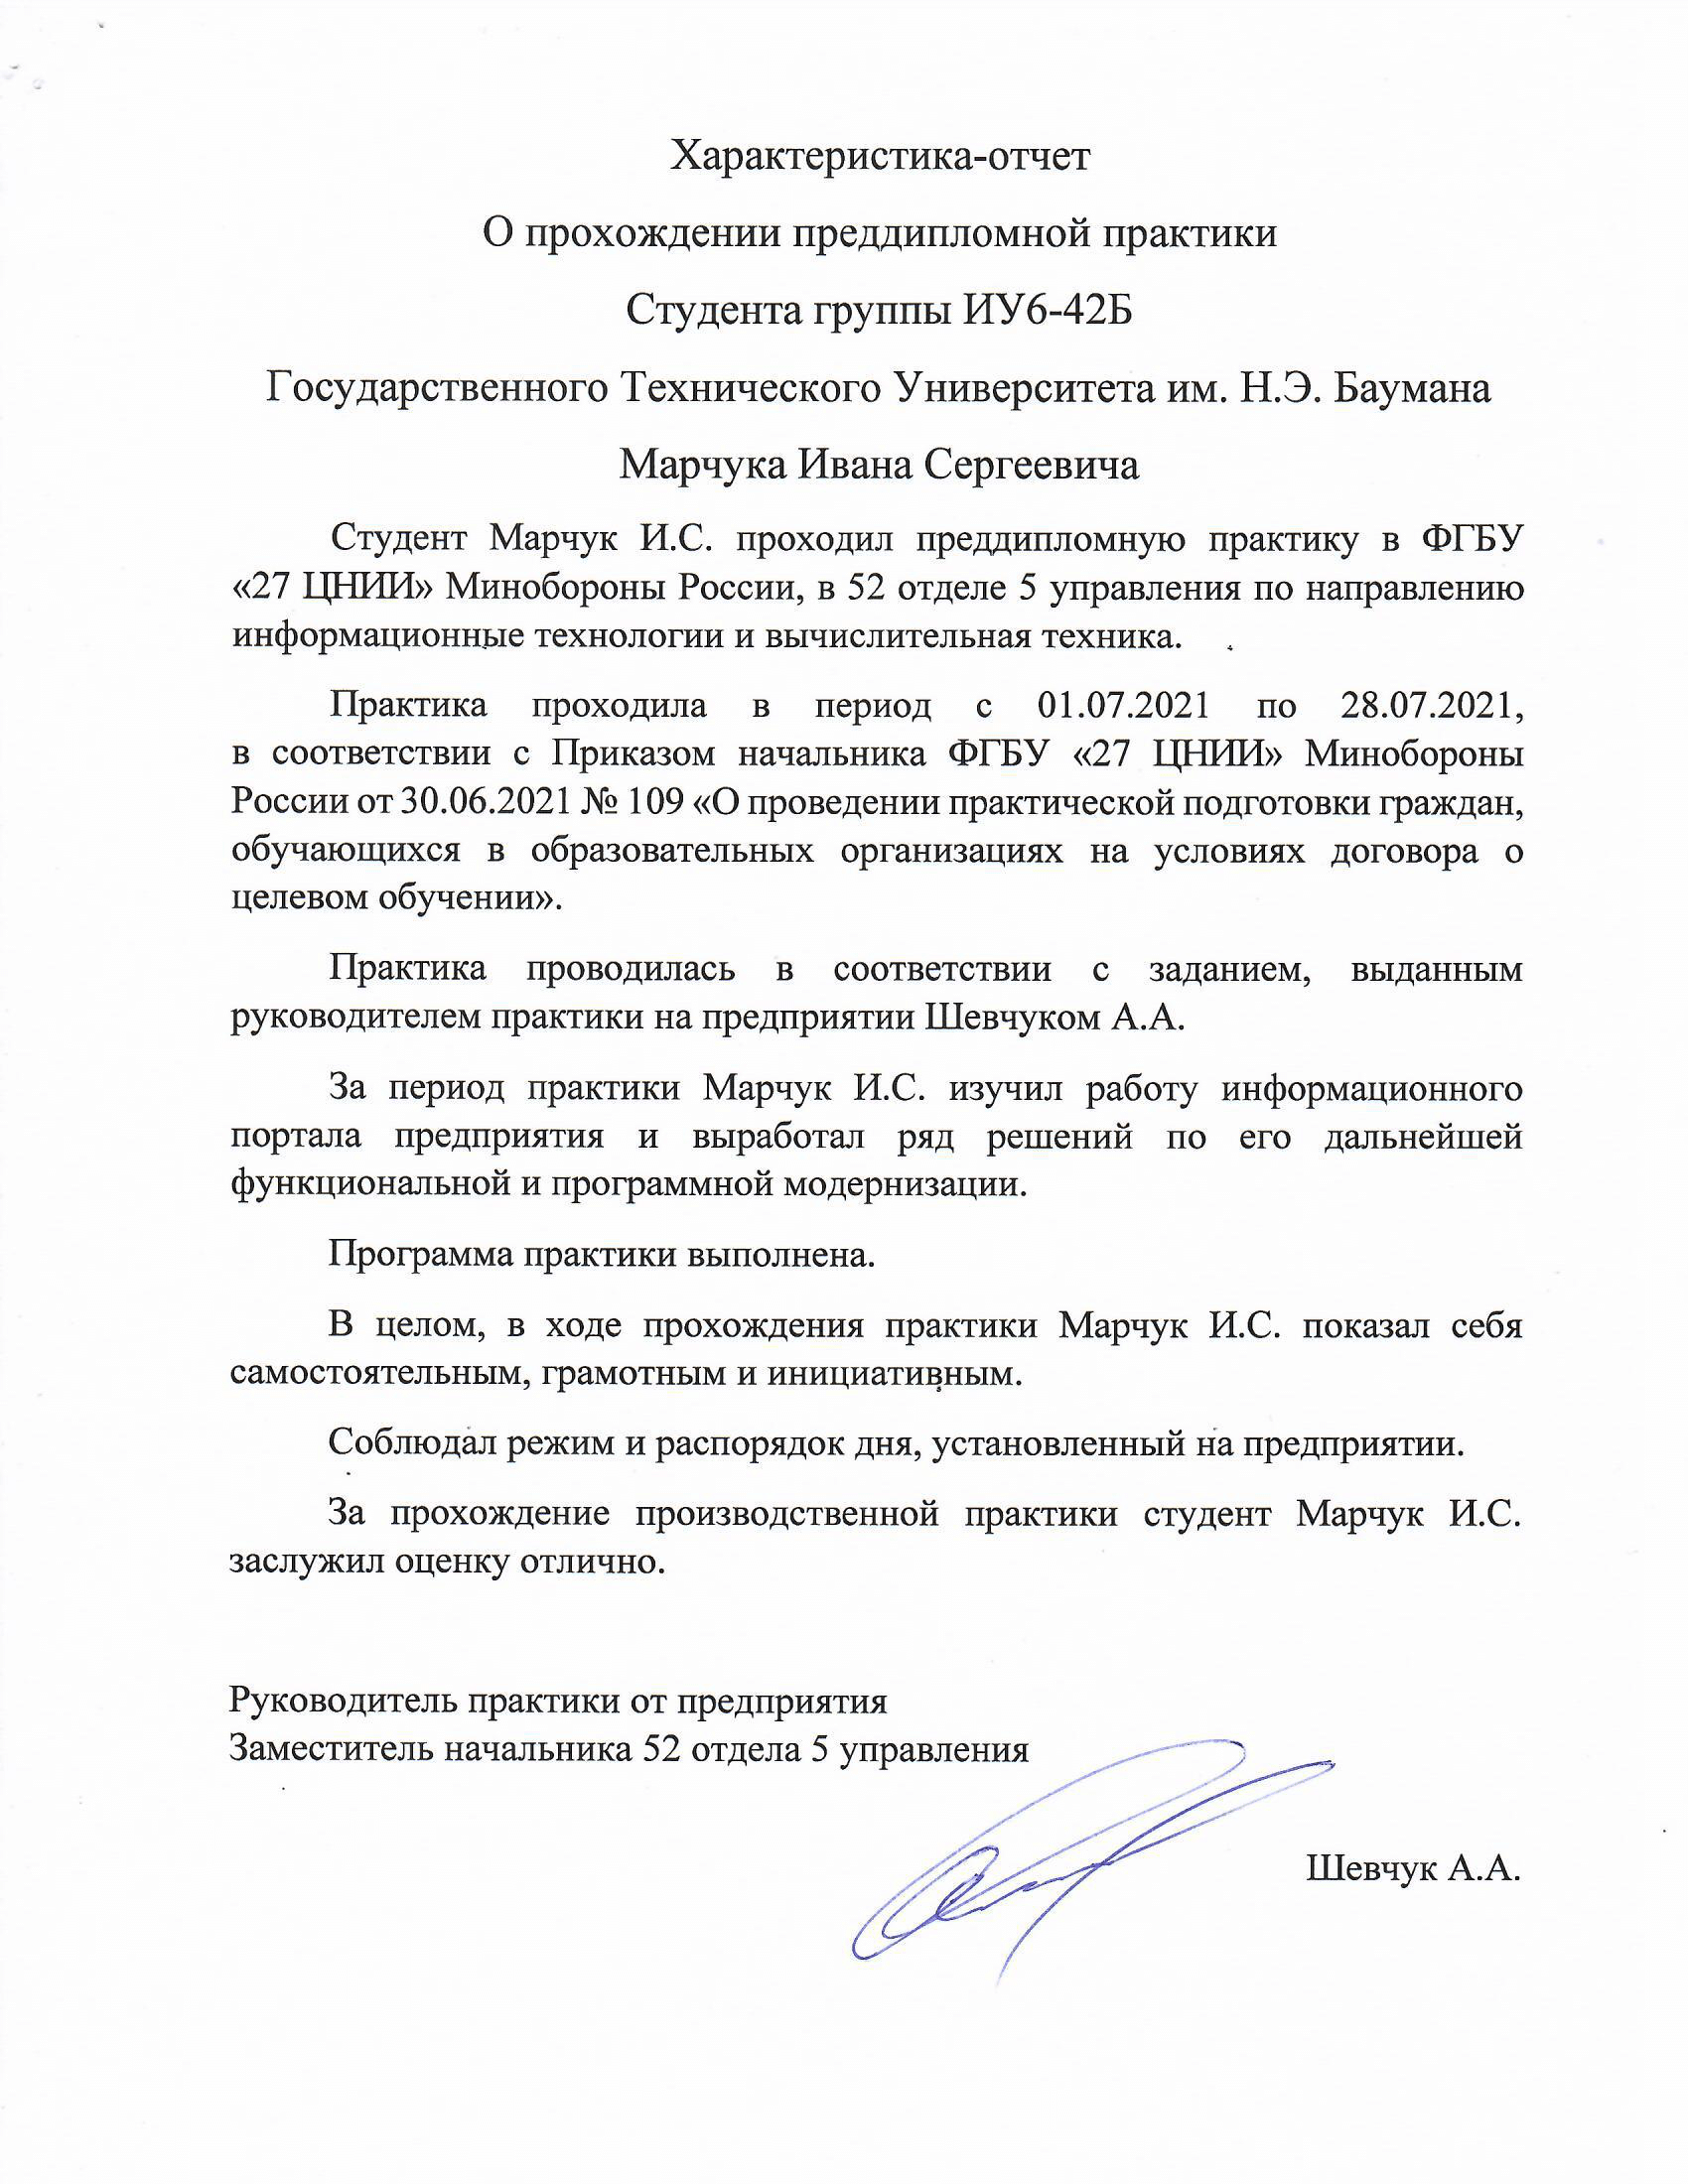 Характеристика-отчет
О прохождении преддипломной практики
Студента группы ИУ6-42Б
Государственного Технического Университета им. Н.Э. Баумана
Марчука Ивана Сергеевича
Студент Марчук И.С. проходил преддипломную практику в ФГБУ
«27 ЦНИИ» Минобороны России, в 52 отделе 5 управления по направлению
информационные технологии и вычислительная техника.
Практика проходила в период с 01.07.2021 по 28.07.2021,
в соответствии с Приказом начальника ФГБУ «27 ЦНИИ» Минобороны
России от 30.06.2021 № 109 «О проведении практической подготовки граждан,
обучающихся в образовательных организациях на условиях договора о
целевом обучении».
Практика проводилась в соответствии с заданием, выданным
руководителем практики на предприятии Шевчуком А.А.
За период практики Марчук И.С. изучил работу информационного
портала предприятия и выработал ряд решений по его дальнейшей
функциональной и программной модернизации.
Программа практики выполнена.
В целом, в ходе прохождения практики Марчук И.С. показал себя
самостоятельным, грамотным и инициативным.
Соблюдал режим и распорядок дня, установленный на предприятии.
За прохождение производственной практики студент Марчук И.С.
заслужил оценку отлично.
Руководитель практики от предприятия
Заместитель начальника 52 отдела 5 управления
Шевчук А.А.